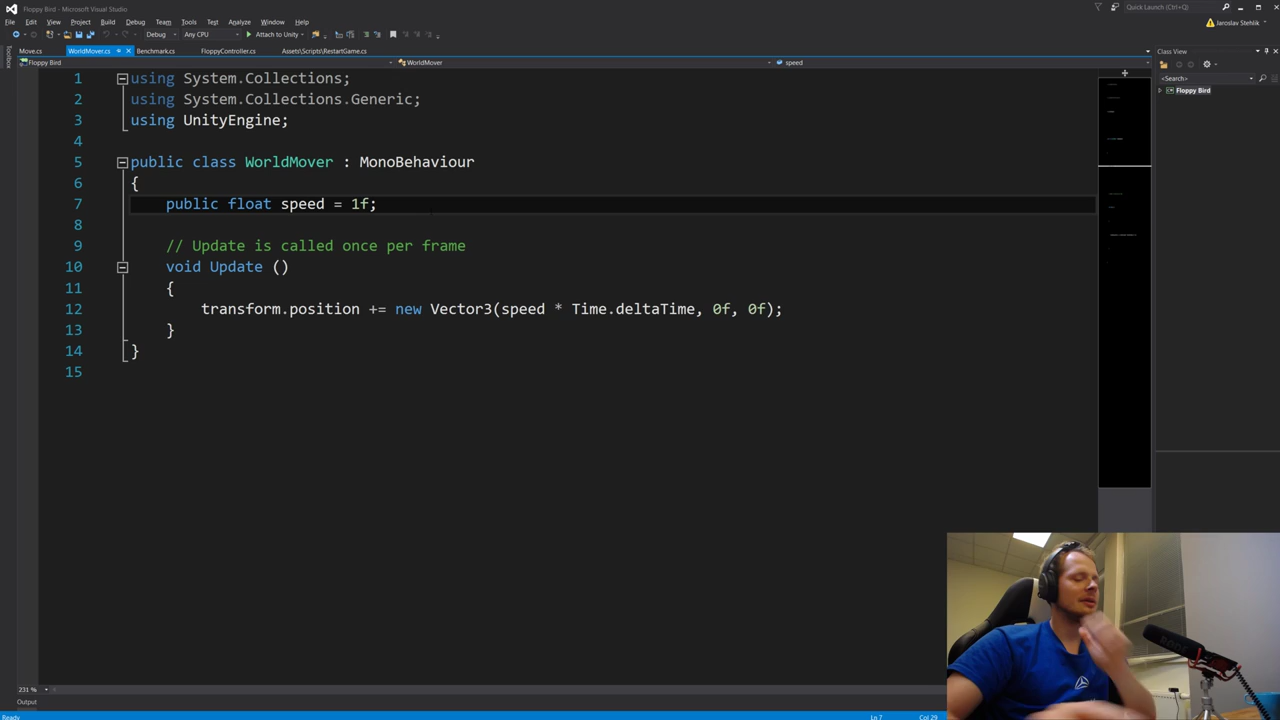 Floppy Bird - Microsoft Visual Studio
Quick Launch (Ctrl+Q)
File Edit View Project Build Debug Team Tools Test Analyze Window Help
Jaroslav Stehlik
Debug Any CPU Attach to Unity
Toolbox
Move.cs WorldMover.cs Benchmark.cs FloppyController.cs Assets\Scripts\RestartGame.cs
Floppy Bird WorldMover speed
Class View
<Search>
Floppy Bird
1 using System.Collections;
2 using System.Collections.Generic;
3 using UnityEngine;
4
5 public class WorldMover : MonoBehaviour
6 {
7 public float speed = 1f;
8
9 // Update is called once per frame
10 void Update ()
11 {
12 transform.position += new Vector3(speed * Time.deltaTime, 0f, 0f);
13 }
14 }
15
231 %
Output
Ready Ln 7 Col 29
RODE